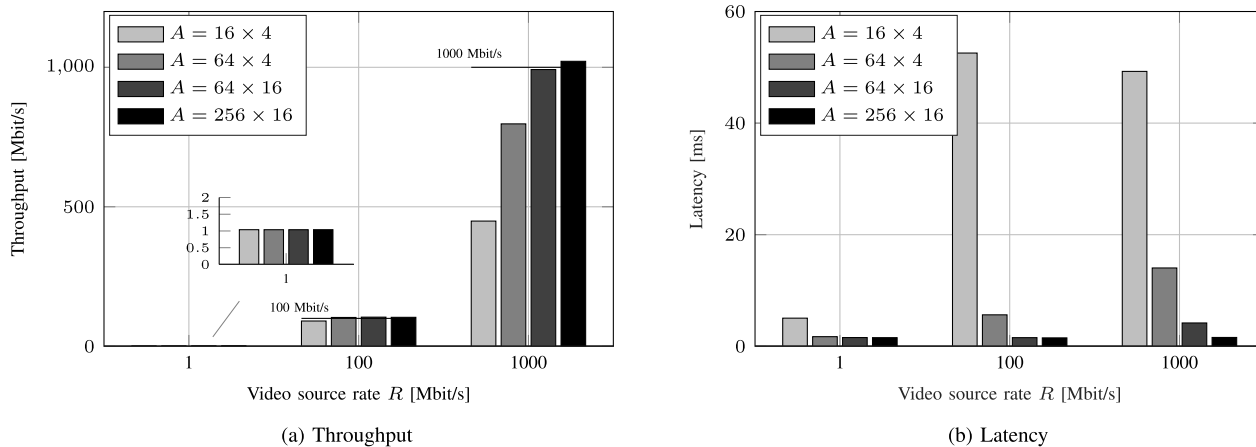 A = 16 × 4
A = 64 × 4
A = 64 × 16
A = 256 × 16
1000 Mbit/s
1,000
500
0
Throughput [Mbit/s]
2
1.5
1
0.5
0
1
100 Mbit/s
1
100
1000
Video source rate R [Mbit/s]
(a) Throughput
A = 16 × 4
A = 64 × 4
A = 64 × 16
A = 256 × 16
60
40
20
0
Latency [ms]
1
100
1000
Video source rate R [Mbit/s]
(b) Latency